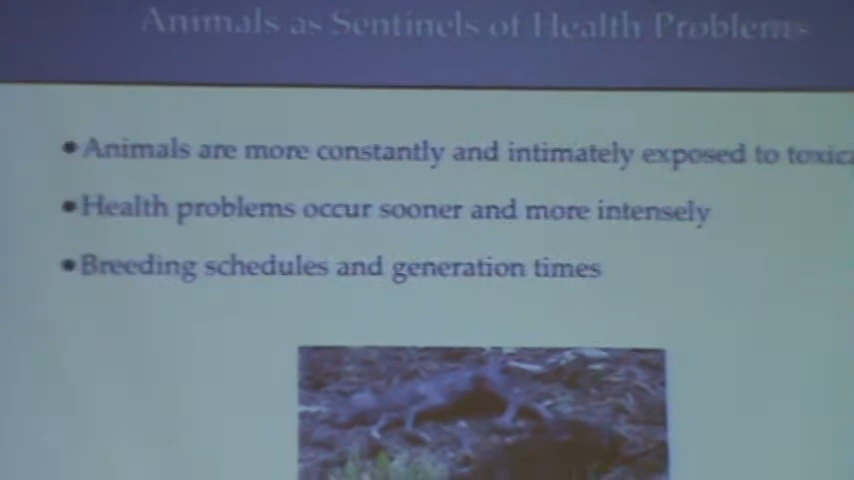 Animals as Sentinels of Health Problems
•Animals are more constantly and intimately exposed to
•Health problems occur sooner and more intensely
•Breeding schedules and generation times